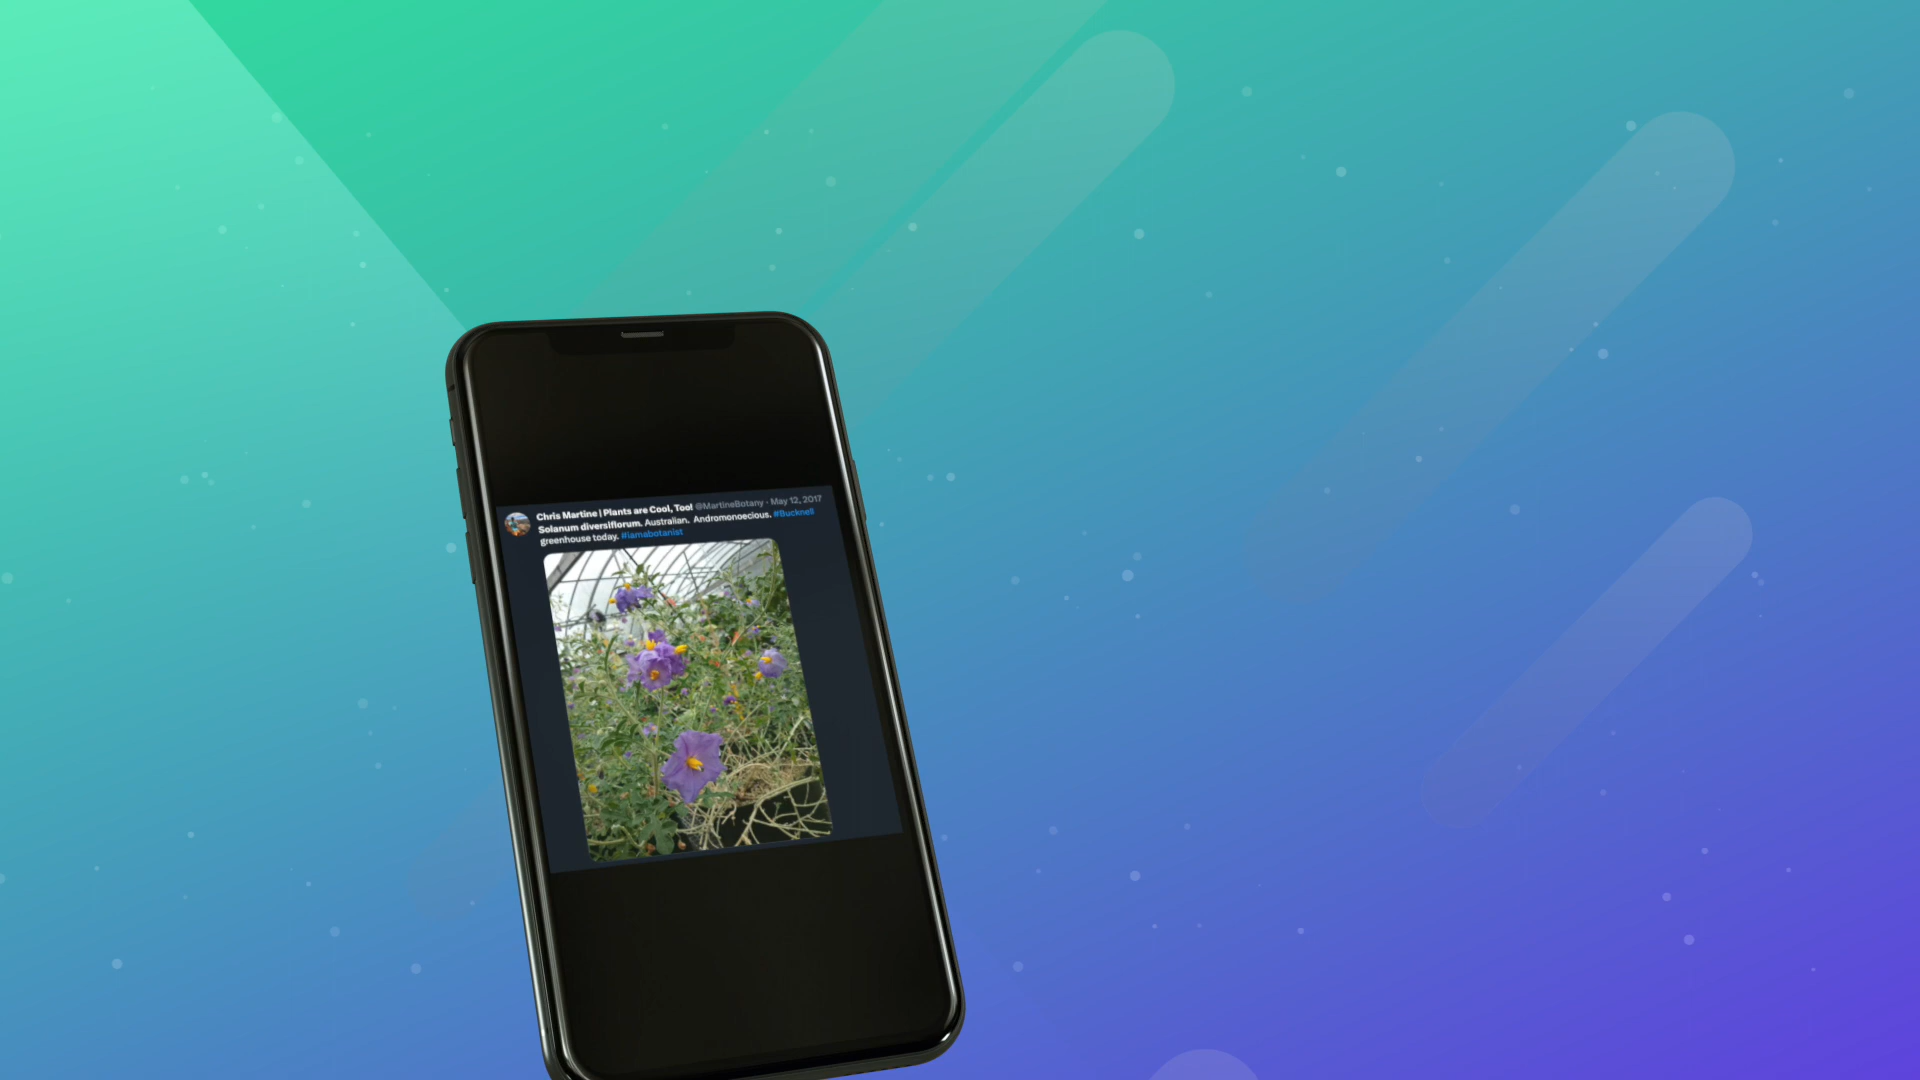 Chris Martine | Plants are Cool, Too! @MartineBotany · May 12, 2017
Solanum diversiflorum. Australian. Andromonoecious. #Bucknell
greenhouse today. #iamabotanist